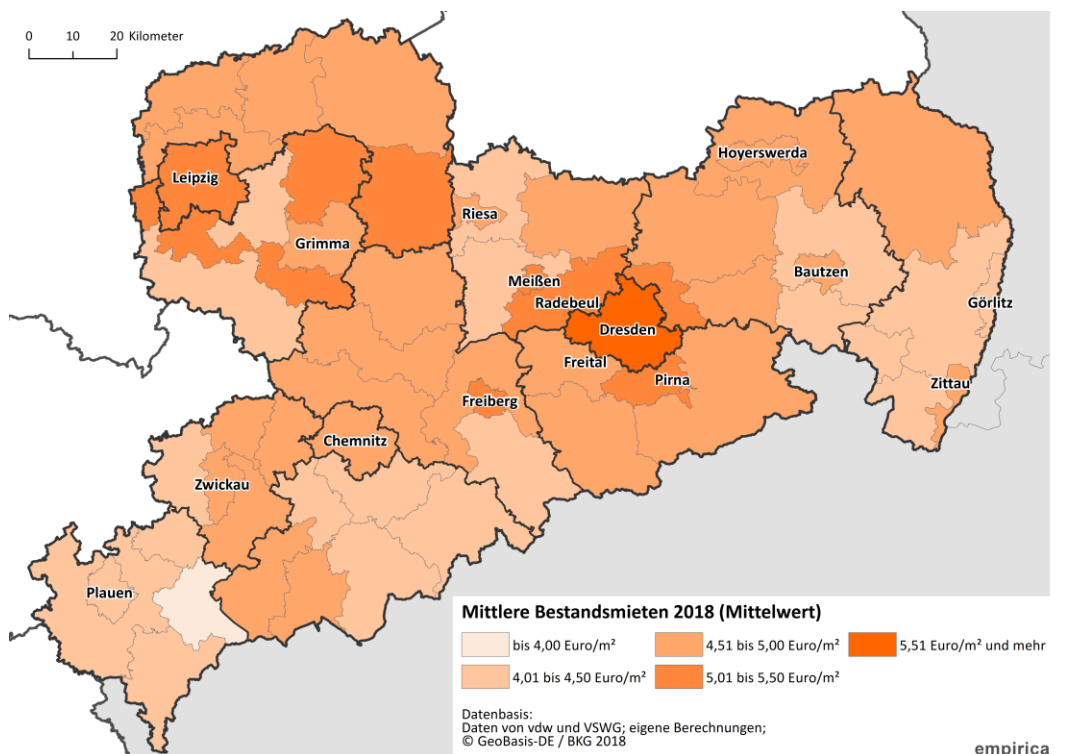 0 10 20 Kilometer
Hoyerswerda
Leipzig
Riesa
Grimma
Bautzen
Meißen
Görlitz
Radebeul
Dresden
Freital
Pirna
Zittau
Freiberg
Chemnitz
Zwickau
Plauen
Mittlere Bestandsmieten 2018 (Mittelwert)
bis 4,00 Euro/m² 4,51 bis 5,00 Euro/m² 5,51 Euro/m² und mehr
4,01 bis 4,50 Euro/m² 5,01 bis 5,50 Euro/m²
Datenbasis:
Daten von vdw und VSWG; eigene Berechnungen;
© GeoBasis-DE / BKG 2018
empirica